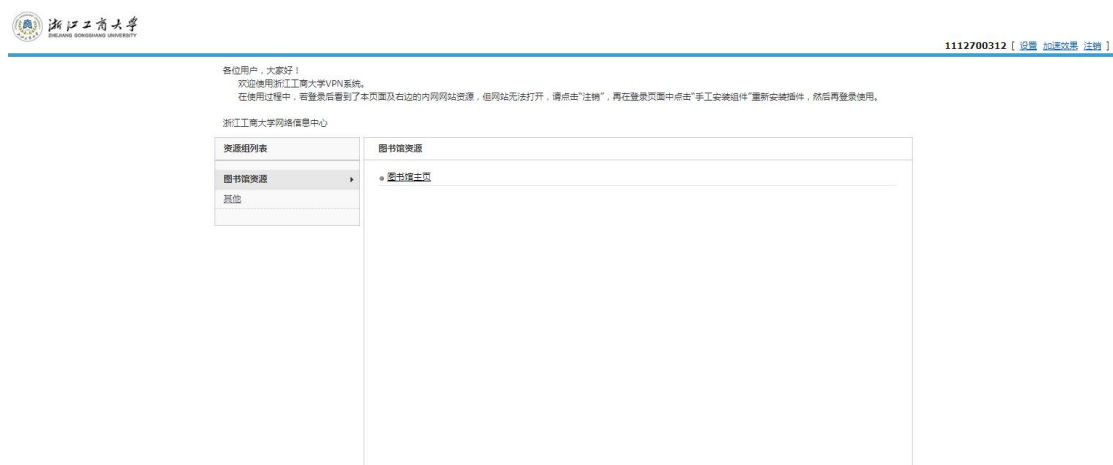 浙江工商大学
ZHEJIANG GONGSHANG UNIVERSITY
1112700312 [ 设置 加速效果 注销 ]
各位用户，大家好！
欢迎使用浙江工商大学VPN系统。
在使用过程中，若登录后看到了本页面及右边的内网网站资源，但网站无法打开，请点击“注销”，再在登录页面中点击“手工安装组件”重新安装插件，然后再登录使用。
浙江工商大学网络信息中心
资源组列表
图书馆资源
图书馆资源
图书馆主页
其他